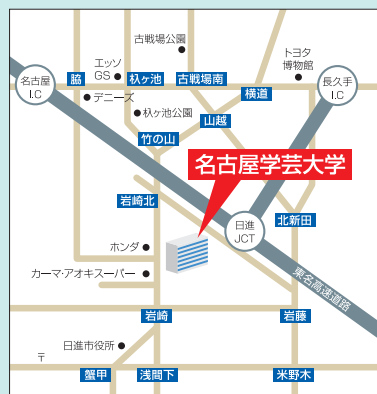 古戦場公園
エッソ
GS
トヨタ
博物館
名古屋
I.C
脇
杁ヶ池
古戦場南
長久手
I.C
横道
デニーズ
杁ヶ池公園
山越
竹の山
名古屋学芸大学
岩崎北
北新田
日進
JCT
ホンダ
カーマ・アオキスーパー
東名高速道路
岩崎
岩藤
日進市役所
〒
蟹甲
浅間下
米野木